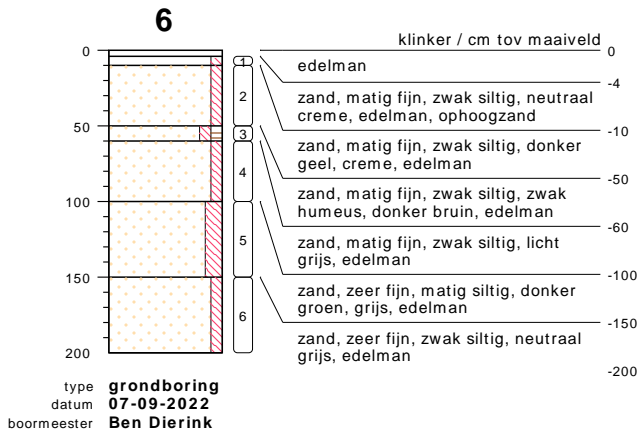 6
klinker / cm tov maaiveld
0
0
edelman
-4
1
zand, matig fijn, zwak siltig, neutraal
creme, edelman, ophoogzand
-10
2
zand, matig fijn, zwak siltig, donker
geel, creme, edelman
-50
50
3
zand, matig fijn, zwak siltig, zwak
humeus, donker bruin, edelman
-60
4
zand, matig fijn, zwak siltig, licht
grijs, edelman
-100
100
5
zand, zeer fijn, matig siltig, donker
groen, grijs, edelman
-150
150
6
zand, zeer fijn, zwak siltig, neutraal
grijs, edelman
-200
200
type grondboring
datum 07-09-2022
boormeester Ben Dierink